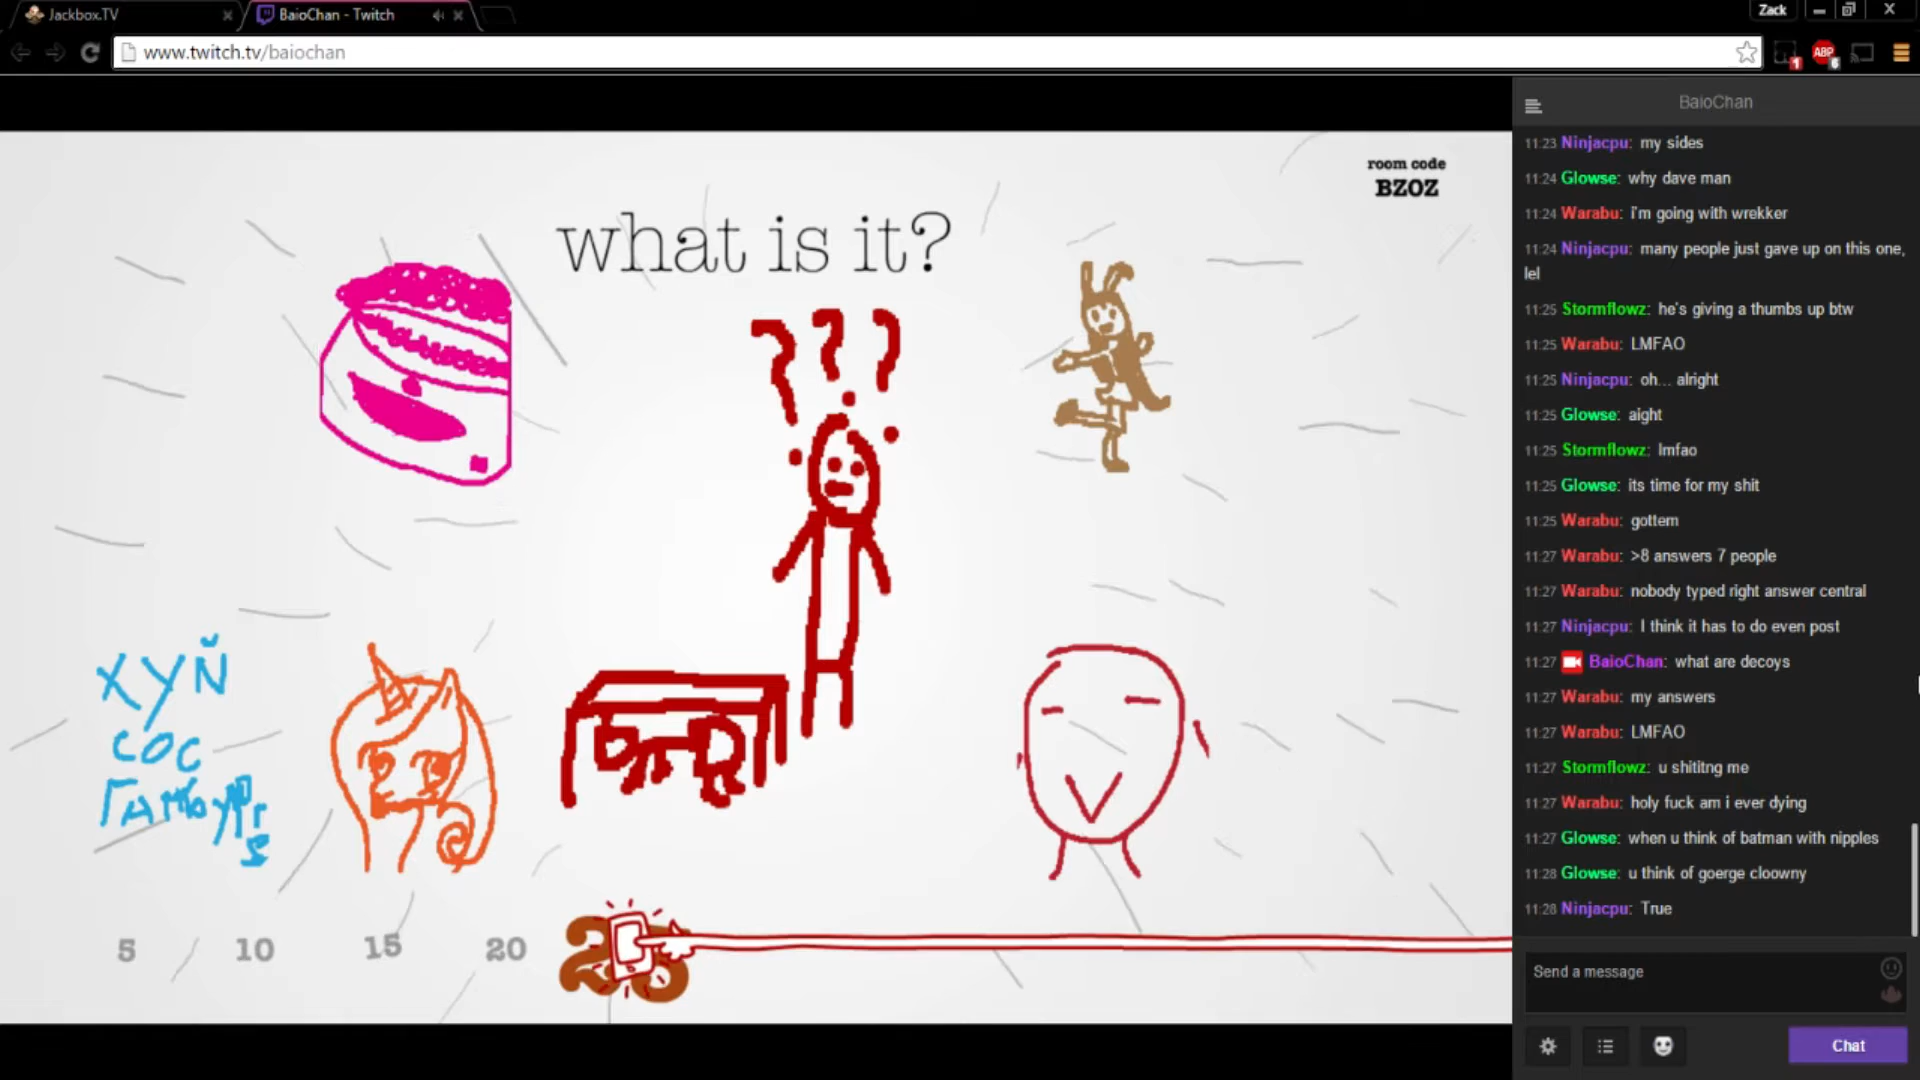 Jackbox.TV
BaioChan - Twitch
Zack
www.twitch.tv/baiochan
1
ABP
6
BaioChan
room code
BZOZ
what is it?
???
ХУЙ
СОС
5
10
15
20
25
11:23 Ninjacpu: my sides
11:24 Glowse: why dave man
11:24 Warabu: i'm going with wrekker
11:24 Ninjacpu: many people just gave up on this one,
lel
11:25 Stormflowz: he's giving a thumbs up btw
11:25 Warabu: LMFAO
11:25 Ninjacpu: oh... alright
11:25 Glowse: aight
11:25 Stormflowz: lmfao
11:25 Glowse: its time for my shit
11:25 Warabu: gottem
11:27 Warabu: >8 answers 7 people
11:27 Warabu: nobody typed right answer central
11:27 Ninjacpu: I think it has to do even post
11:27 BaioChan: what are decoys
11:27 Warabu: my answers
11:27 Warabu: LMFAO
11:27 Stormflowz: u shititng me
11:27 Warabu: holy fuck am i ever dying
11:27 Glowse: when u think of batman with nipples
11:28 Glowse: u think of goerge cloowny
11:28 Ninjacpu: True
Send a message
Chat